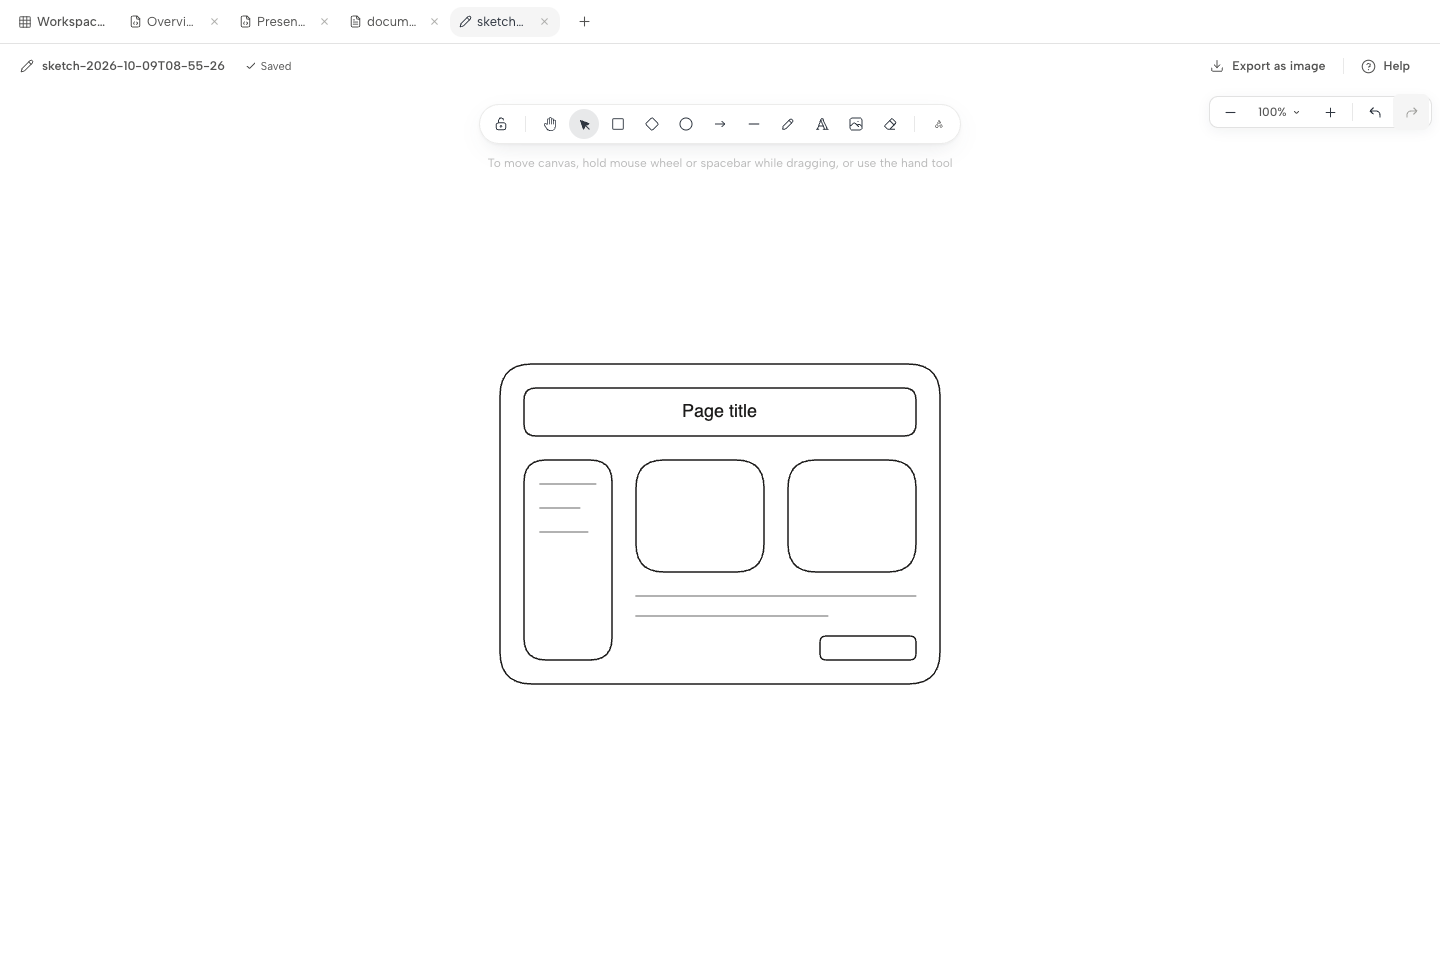 Workspac...
Overvi...
Presen...
docum...
sketch...
sketch-2026-10-09T08-55-26
Saved
Export as image
Help
100%
To move canvas, hold mouse wheel or spacebar while dragging, or use the hand tool
Page title